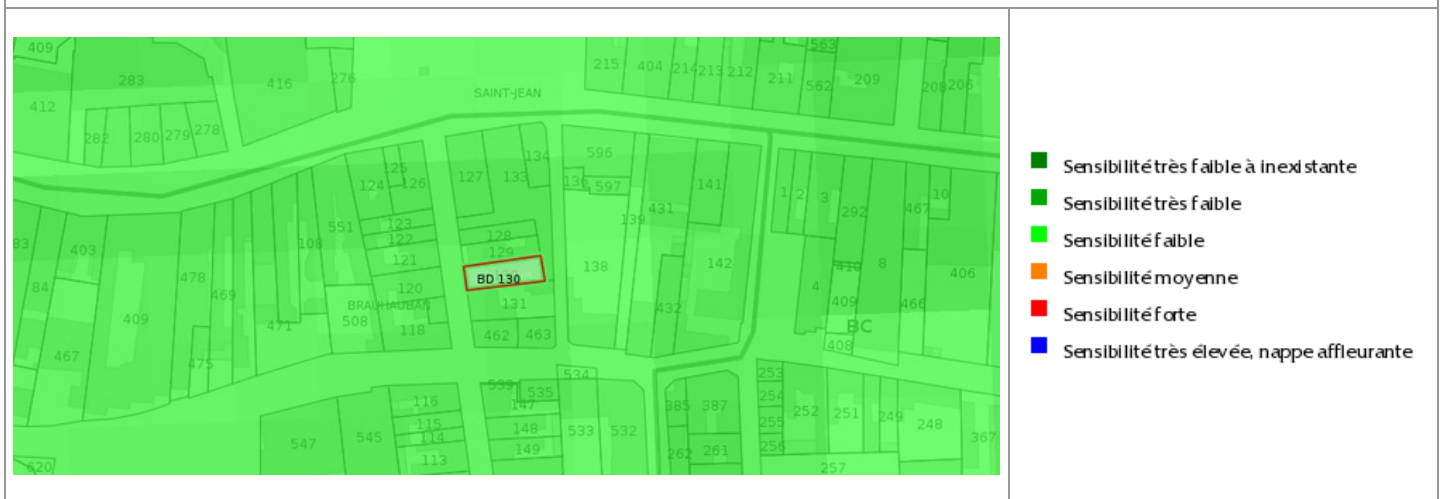 409 563
283 416 276 215 404 214 213 212 211 562 209 208 206
412 SAINT-JEAN
282 280 279 278
134 596
125 127 133 136 597 141 1 2 3 10
124 126
551 123 139 431 292 467
83 403 108 122 128
129
121 138 142 410 8 406
84 478 469 BD 130 4
120
BRAUHAUBAN 131 432 409 466
409 471 508 118 462 463 BC
408
467 475 534 253
539 535 254
116 147 385 387 252 251 249 248
115 148 533 532 255
547 545 114 149 256 367
113 262 261
620 257
Sensibilité très faible à inexistante
Sensibilité très faible
Sensibilité faible
Sensibilité moyenne
Sensibilité forte
Sensibilité très élevée, nappe affleurante